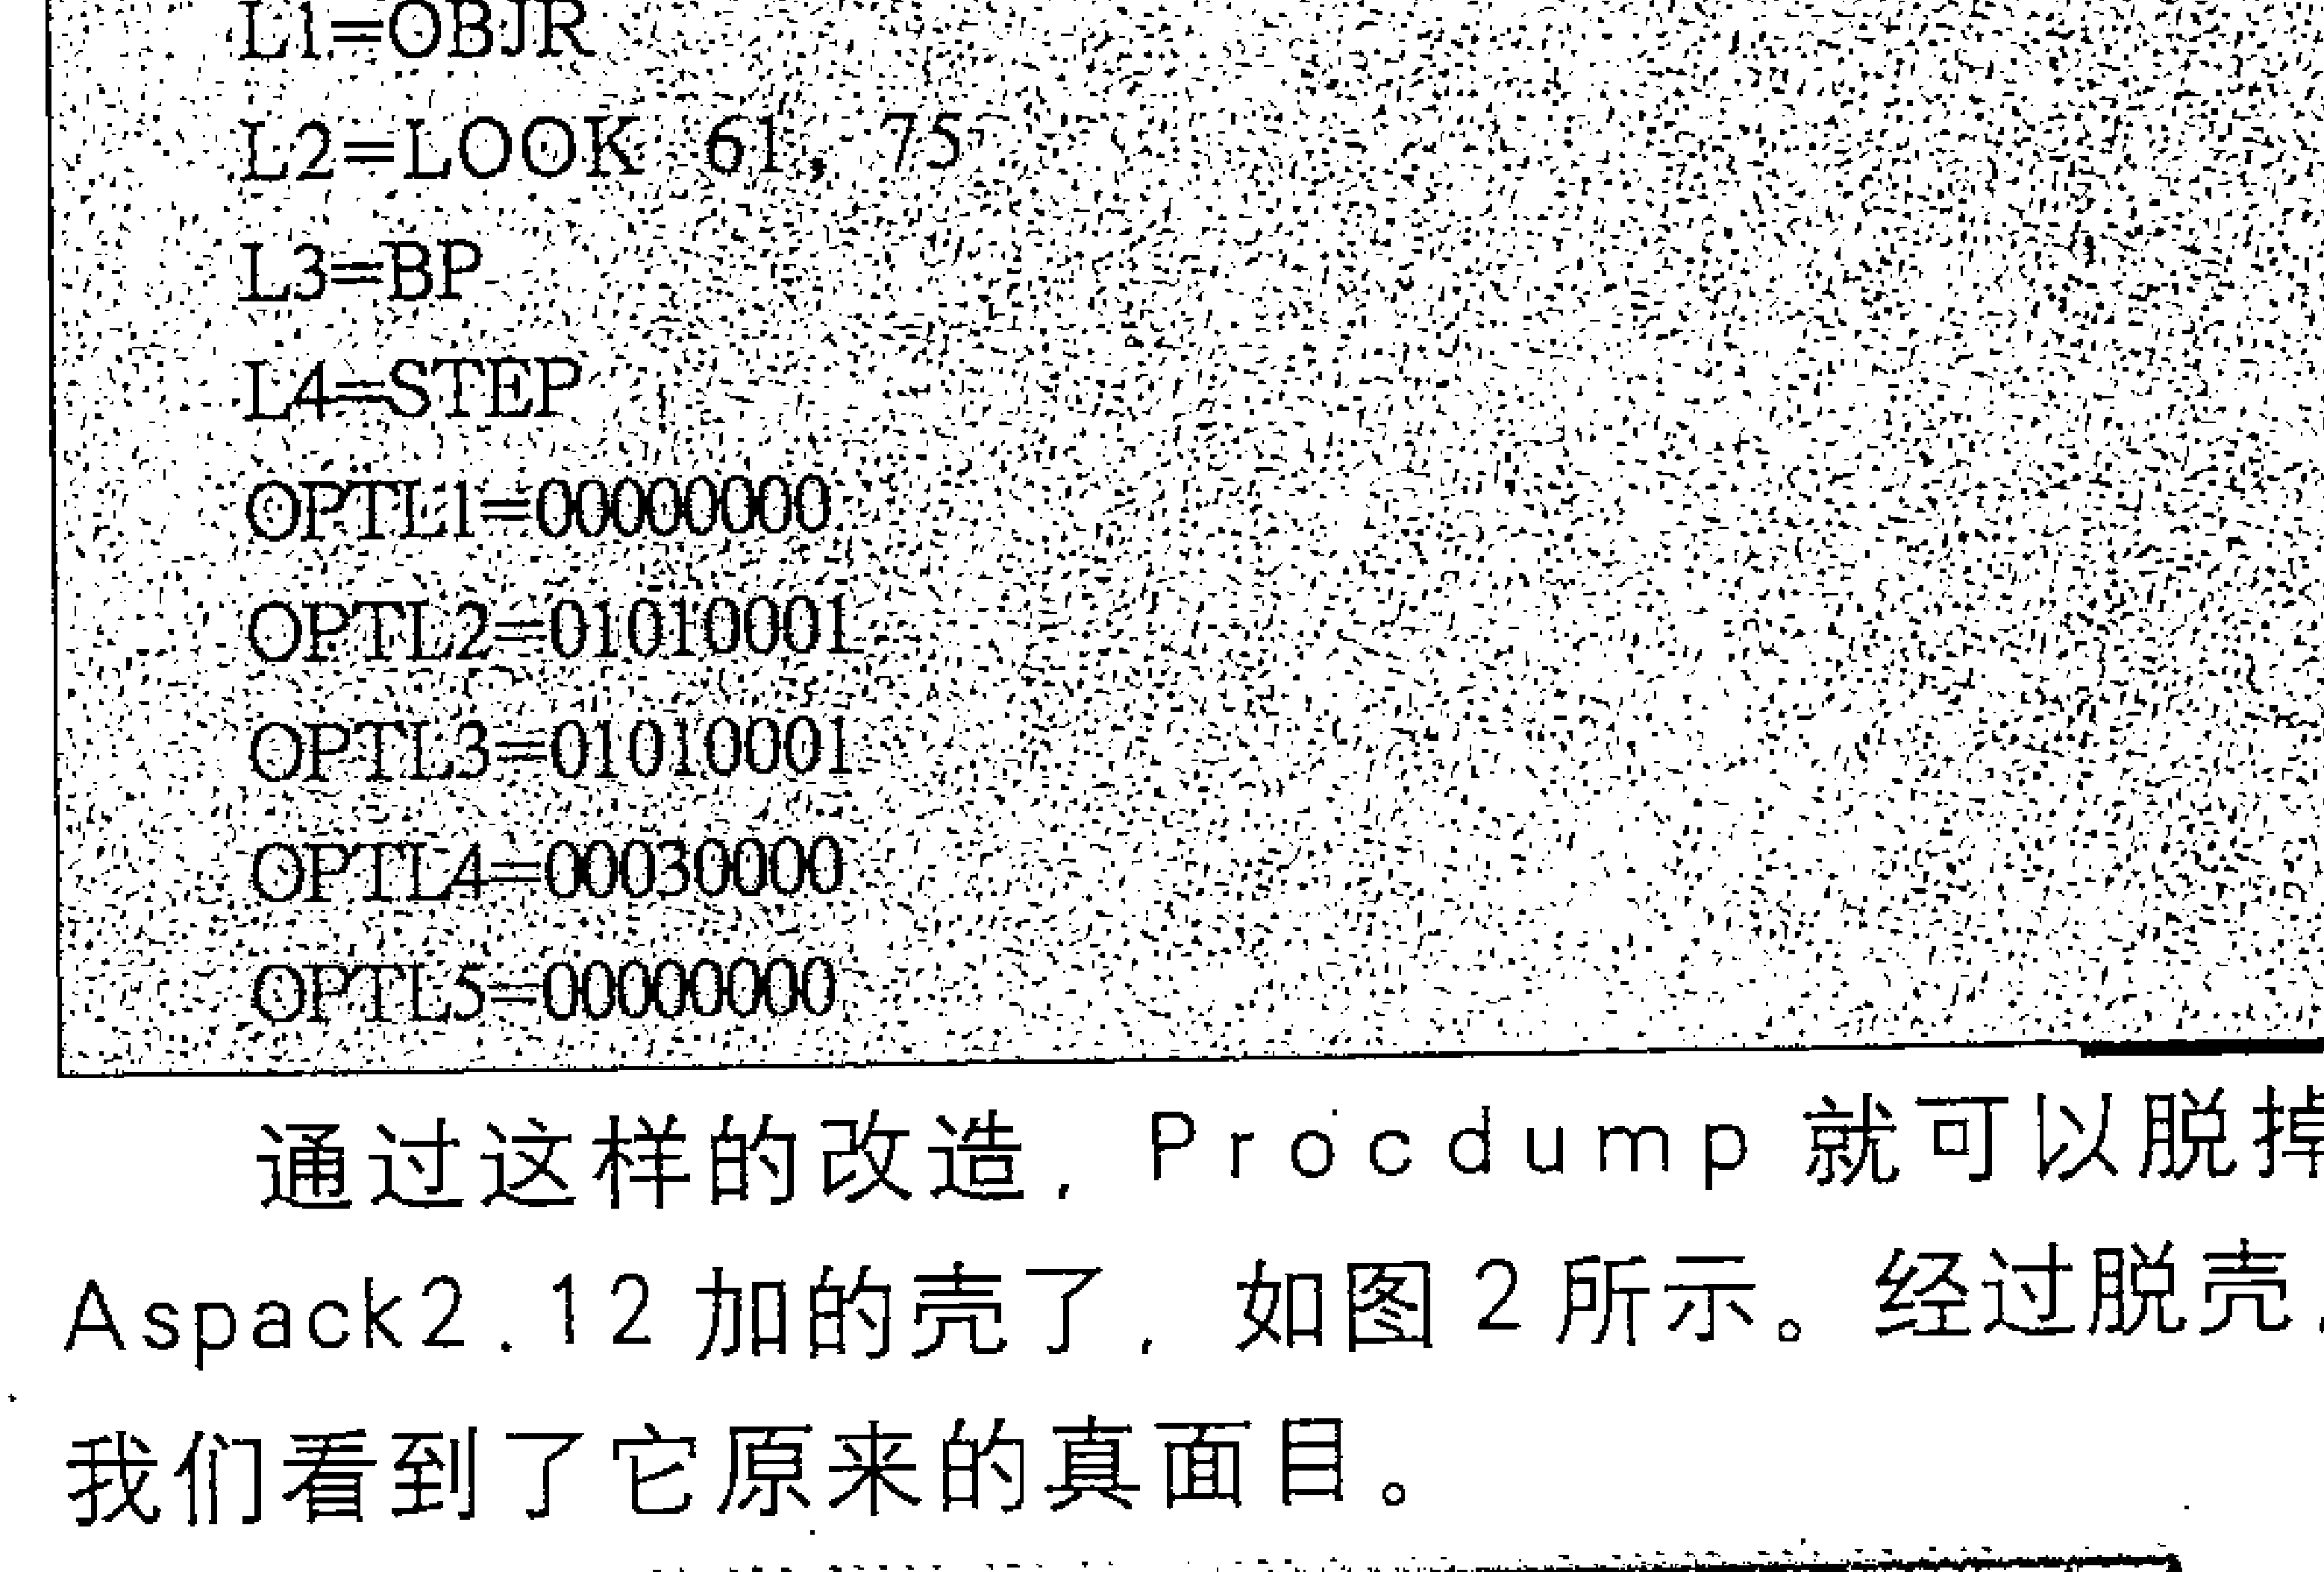 L1=OBJR
L2=LOOK 61, 75
L3=BP
L4=STEP
OPTL1=00000000
OPTL2=01010001
OPTL3=01010001
OPTL4=00030000
OPTL5=00000000
通过这样的改造，Procdump 就可以脱掉
Aspack2.12 加的壳了，如图 2 所示。经过脱壳，
我们看到了它原来的真面目。